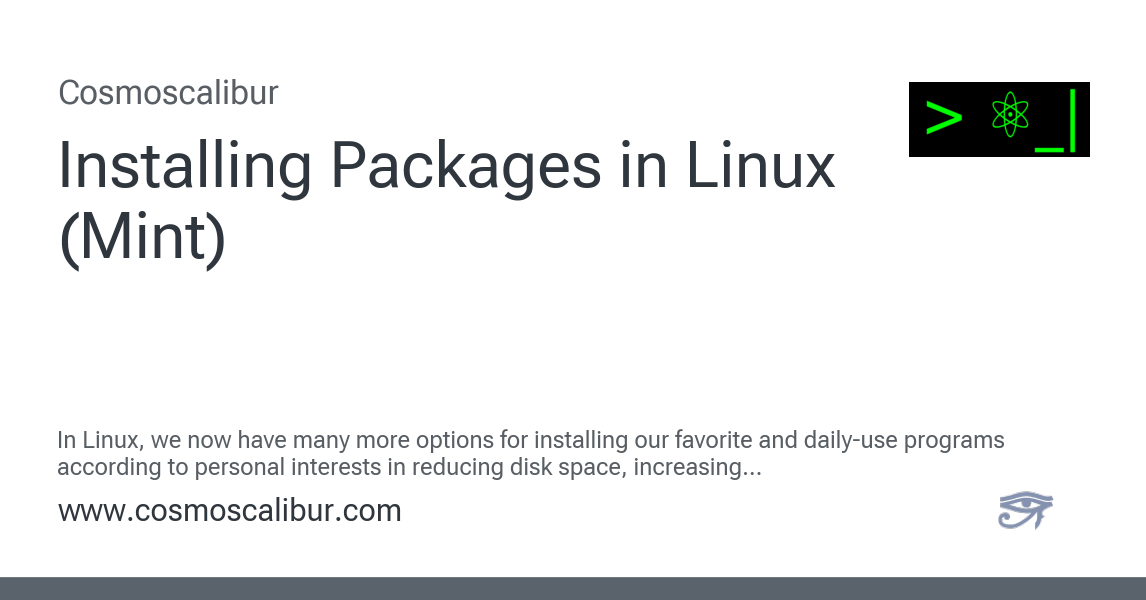 Cosmoscalibur
Installing Packages in Linux
(Mint)
> ⚛ _|
In Linux, we now have many more options for installing our favorite and daily-use programs
according to personal interests in reducing disk space, increasing...
www.cosmoscalibur.com